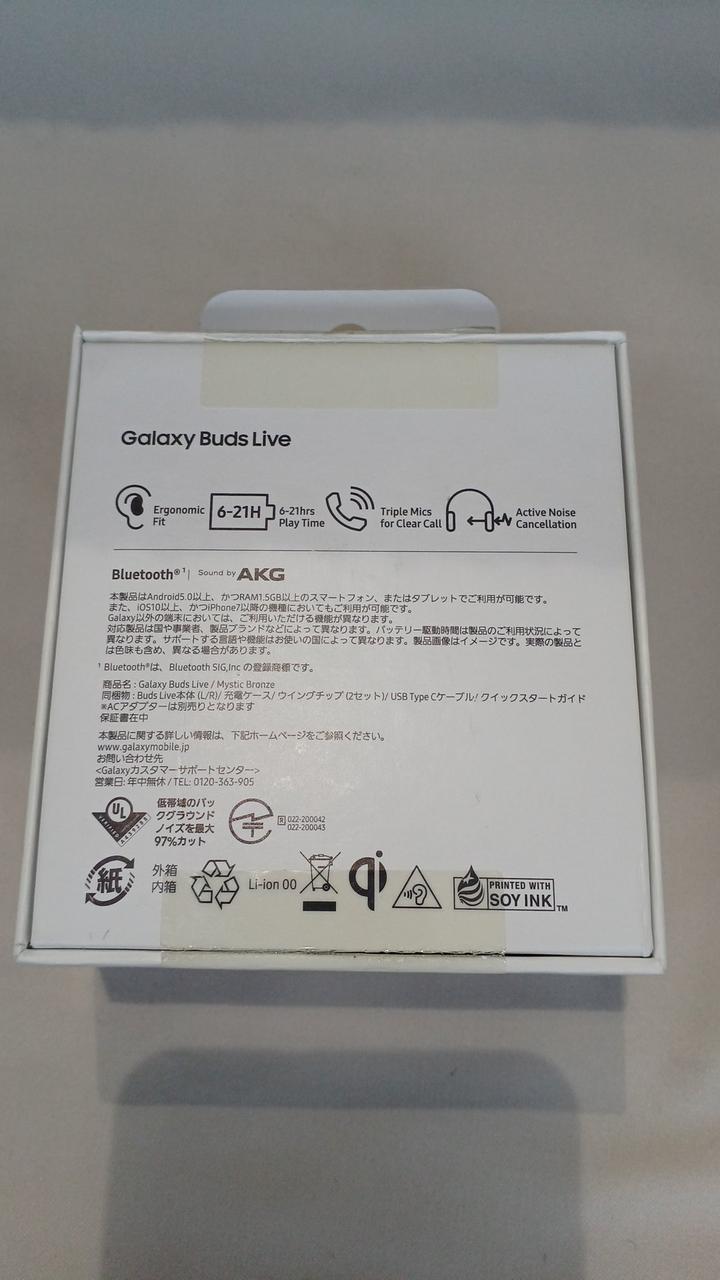 Galaxy Buds Live
Ergonomic
Fit
6-21H
6-21hrs
Play Time
Triple Mics
for Clear Call
Active Noise
Cancellation
Bluetooth®¹ | Sound by AKG
本製品はAndroid5.0以上、かつRAM1.5GB以上のスマートフォン、またはタブレットでご利用が可能です。
また、iOS10以上、かつiPhone7以降の機種においてもご利用が可能です。
Galaxy以外の端末においては、ご利用いただける機能が異なります。
対応製品は国や事業者、製品ブランドなどによって異なります。バッテリー駆動時間は製品のご利用状況によって
異なります。サポートする言語や機能はお使いの国によって異なります。製品画像はイメージです。実際の製品と
は色味も含め、異なる場合があります。
¹ Bluetooth®は、Bluetooth SIG,Inc の登録商標です。
商品名 : Galaxy Buds Live / Mystic Bronze
同梱物 : Buds Live本体 (L/R)/ 充電ケース/ ウイングチップ (2セット)/ USB Type Cケーブル/ クイックスタートガイド
※ACアダプターは別売りとなります
保証書在中
本製品に関する詳しい情報は、下記ホームページをご参照ください。
www.galaxymobile.jp
お問い合わせ先
<Galaxyカスタマーサポートセンター>
営業日: 年中無休 / TEL: 0120-363-905
UL
低帯域のバッ
クグラウンド
ノイズを最大
97%カット
R 022-200042
022-200043
紙
外箱
内箱
Li-ion 00
qi
PRINTED WITH
SOY INK™